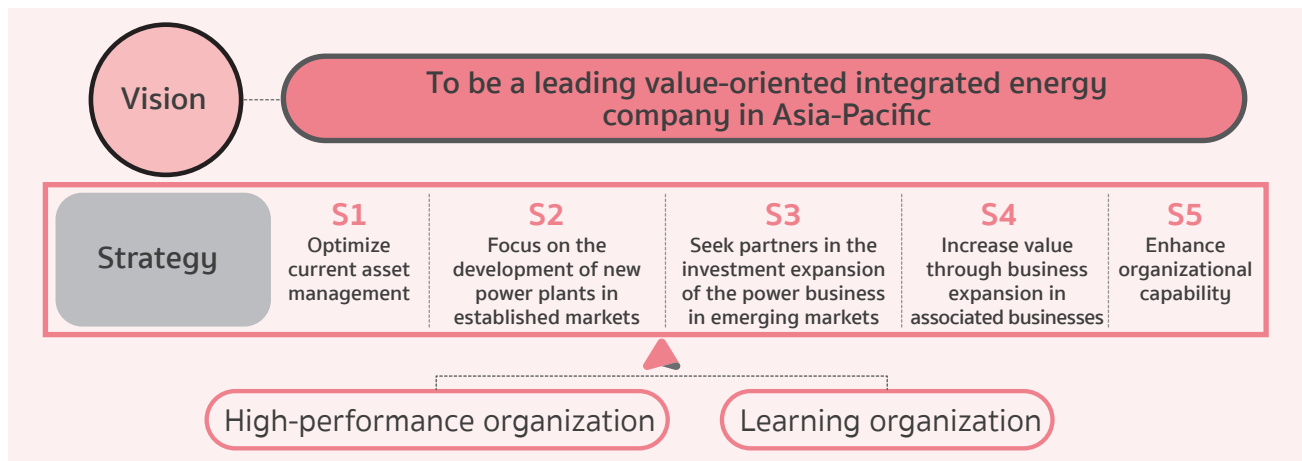 Vision
To be a leading value-oriented integrated energy
company in Asia-Pacific
Strategy
S1
Optimize
current asset
management
S2
Focus on the
development of new
power plants in
established markets
S3
Seek partners in the
investment expansion
of the power business
in emerging markets
S4
Increase value
through business
expansion in
associated businesses
S5
Enhance
organizational
capability
High-performance organization
Learning organization